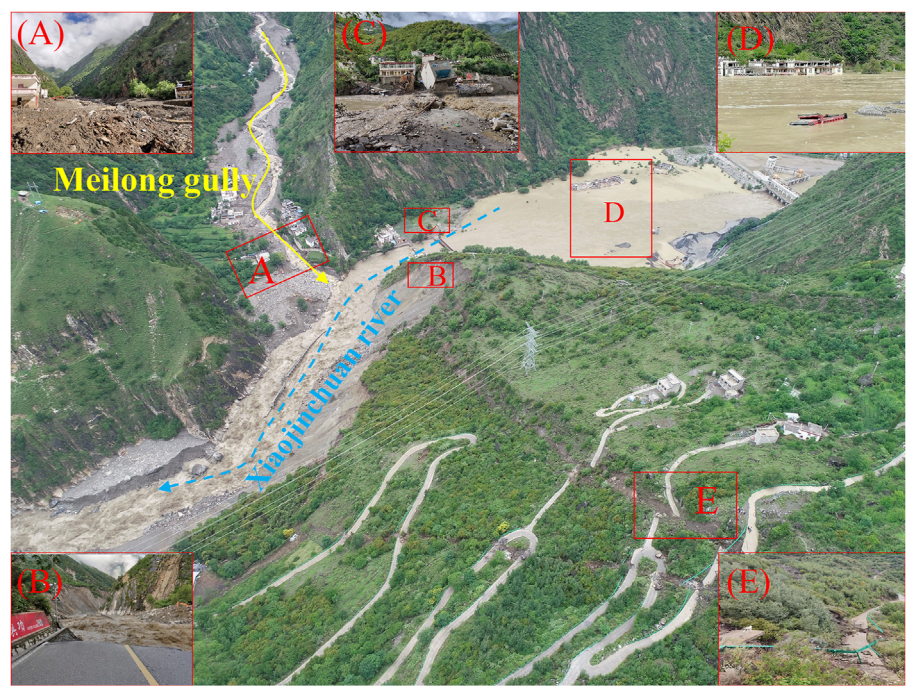 (A)
(C)
(D)
Meilong gully
C
D
A
B
Xiaojinchuan river
E
(B)
(E)